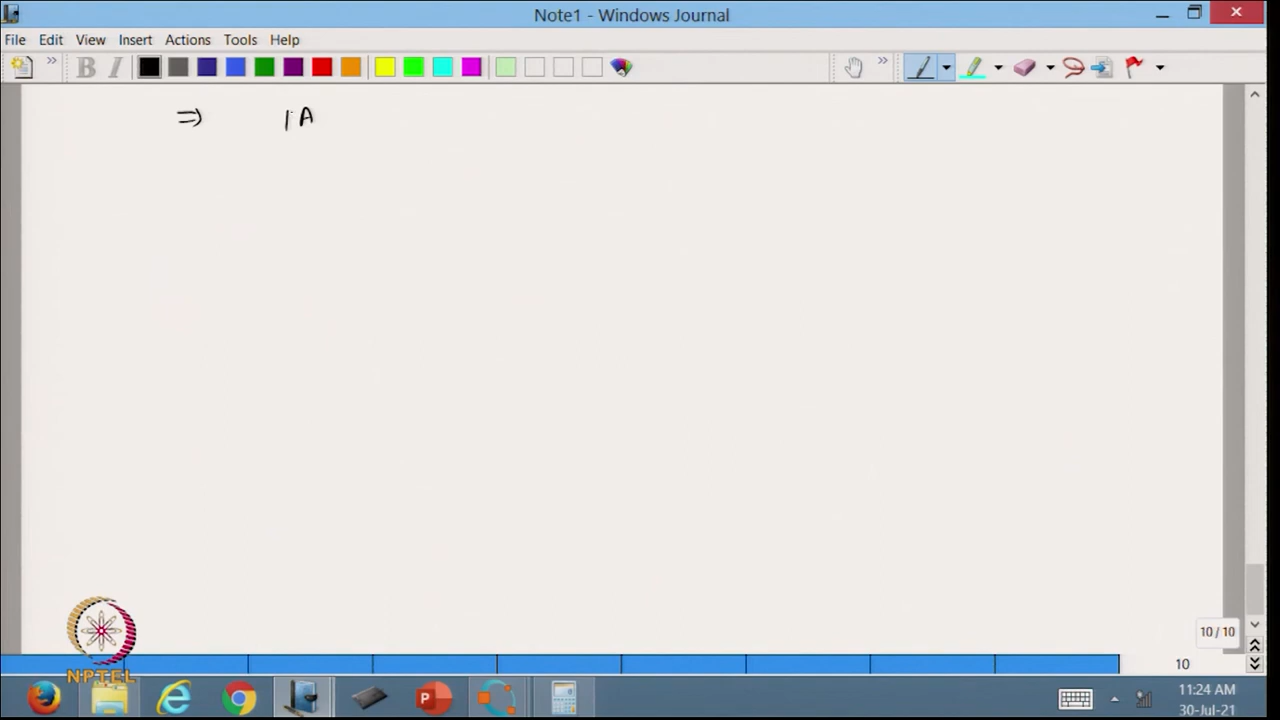 Note1 - Windows Journal
File Edit View Insert Actions Tools Help
B I
⇒ |A
10 / 10
10
NPTEL
11:24 AM
30-Jul-21